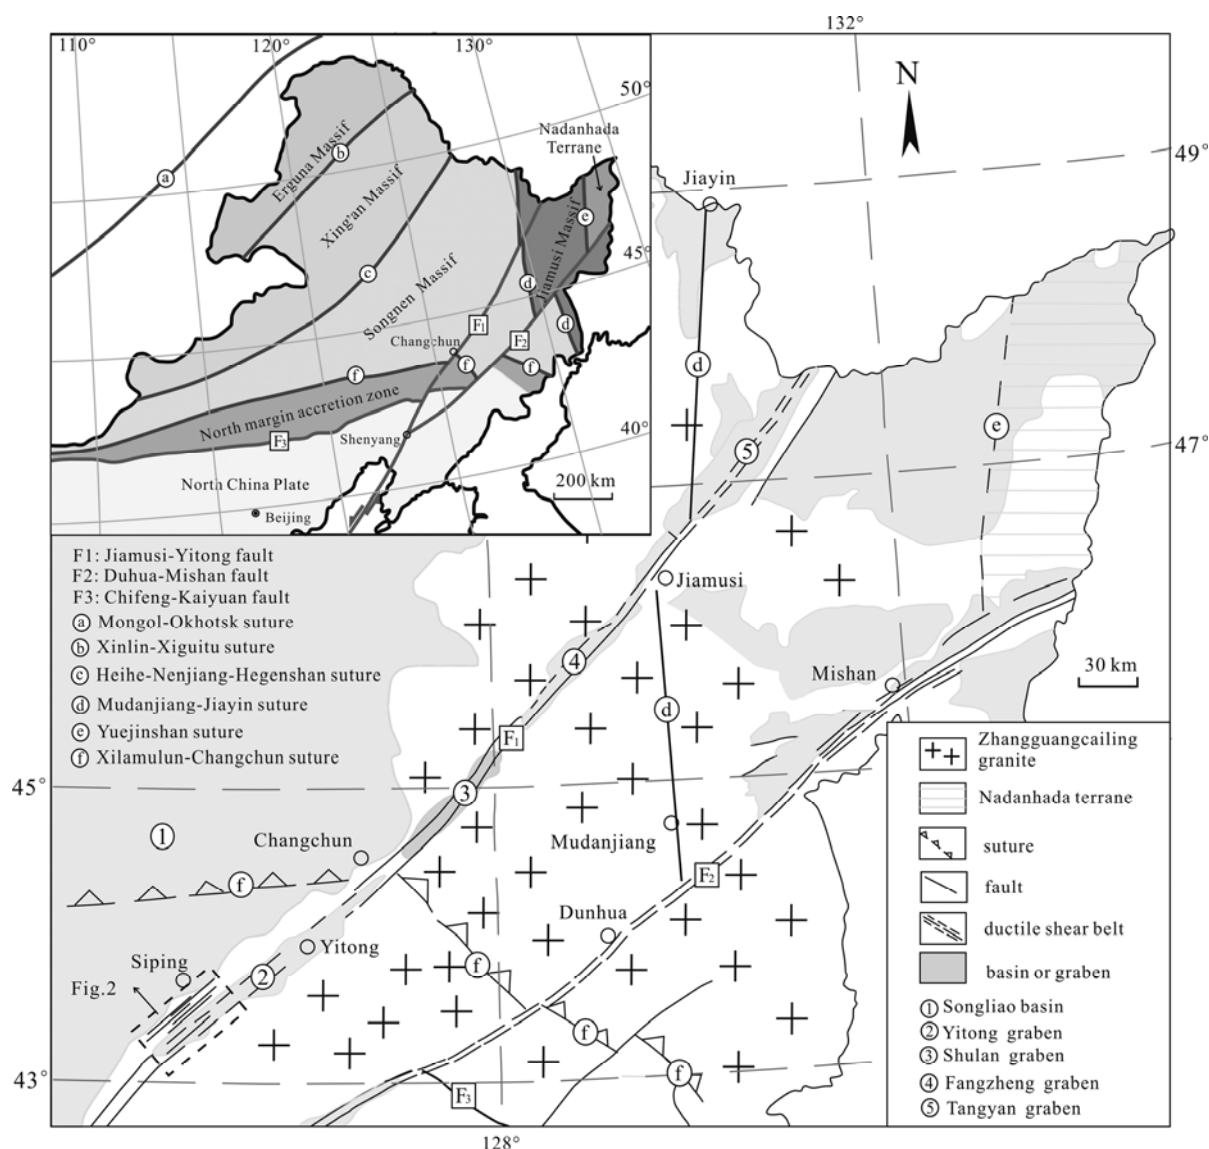 132°
110°
120°
130°
50°
N
Nadanhada
Terrane
49°
Jiayin
b
a
Erguna Massif
Xing'an Massif
e
Jiamusi Massif
45°
c
d
Songnen Massif
F1
d
F2
Changchun
f
f
f
d
North margin accretion zone
F3
Shenyang
40°
e
5
47°
North China Plate
200 km
Beijing
F1: Jiamusi-Yitong fault
F2: Duhua-Mishan fault
F3: Chifeng-Kaiyuan fault
a Mongol-Okhotsk suture
b Xinlin-Xiguitu suture
c Heihe-Nenjiang-Hegenshan suture
d Mudanjiang-Jiayin suture
e Yuejinshan suture
f Xilamulun-Changchun suture
Jiamusi
4
Mishan
30 km
d
F1
45°
3
1
Changchun
Mudanjiang
f
F2
Dunhua
Yitong
Siping
2
Fig.2
f
f
f
43°
F3
128°
Zhangguangcailing
granite
Nadanhada terrane
suture
fault
ductile shear belt
basin or graben
1 Songliao basin
2 Yitong graben
3 Shulan graben
4 Fangzheng graben
5 Tangyan graben